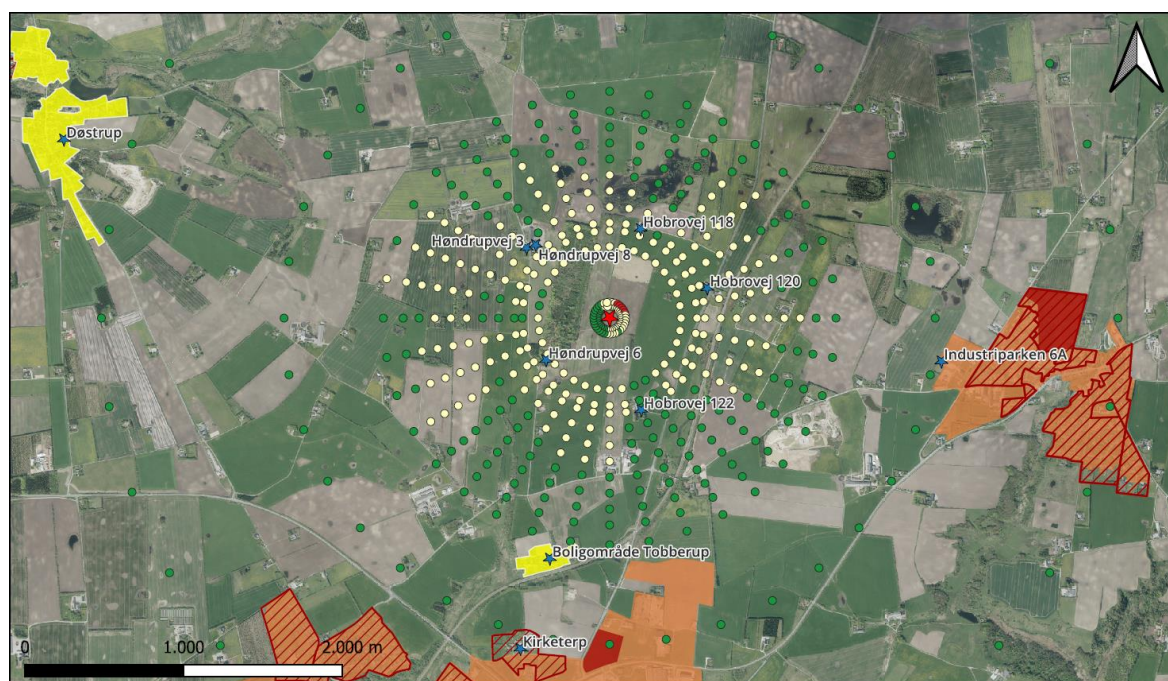 Døstrup
Hobrovej 118
Høndrupvej 3
Høndrupvej 8
Hobrovej 120
Høndrupvej 6
Industriparken 6A
Hobrovej 122
Boligområde Tobberup
Kirketerp
0 1.000 2.000 m